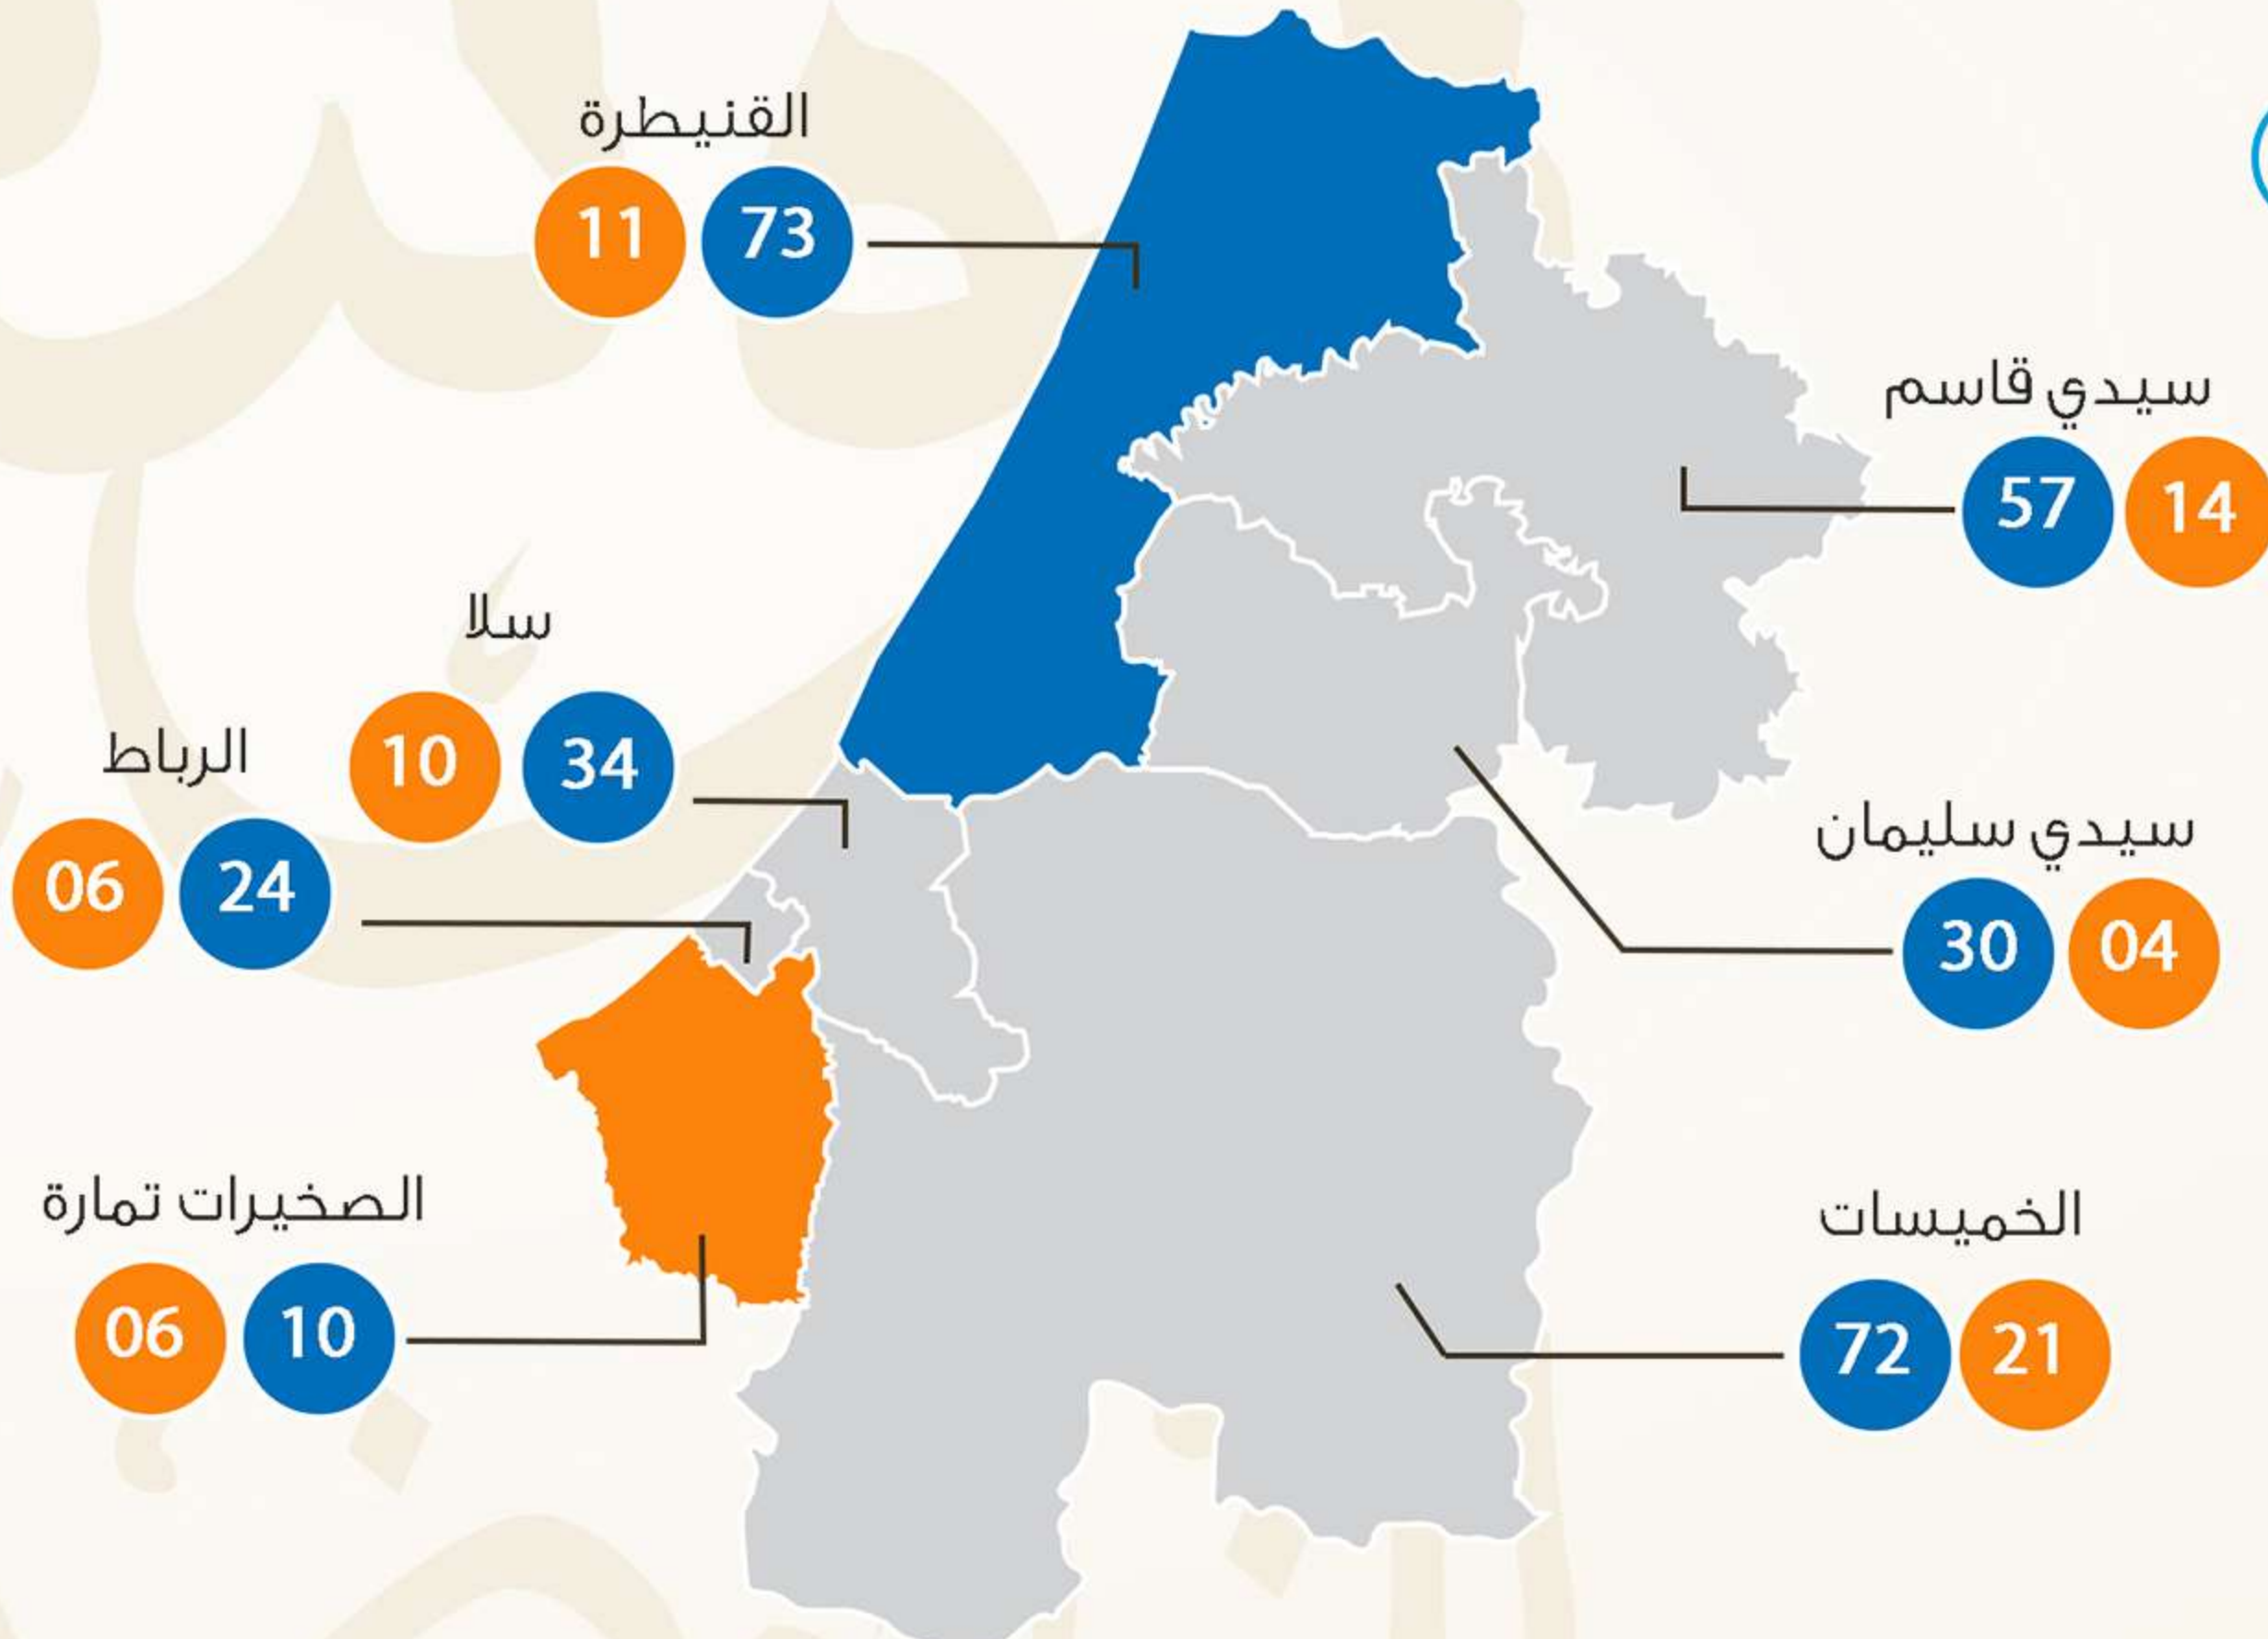 القنيطرة
11 73
سيدي قاسم
57 14
سلا
10 34
الرباط
06 24
سيدي سليمان
30 04
الصخيرات تمارة
06 10
الخميسات
72 21